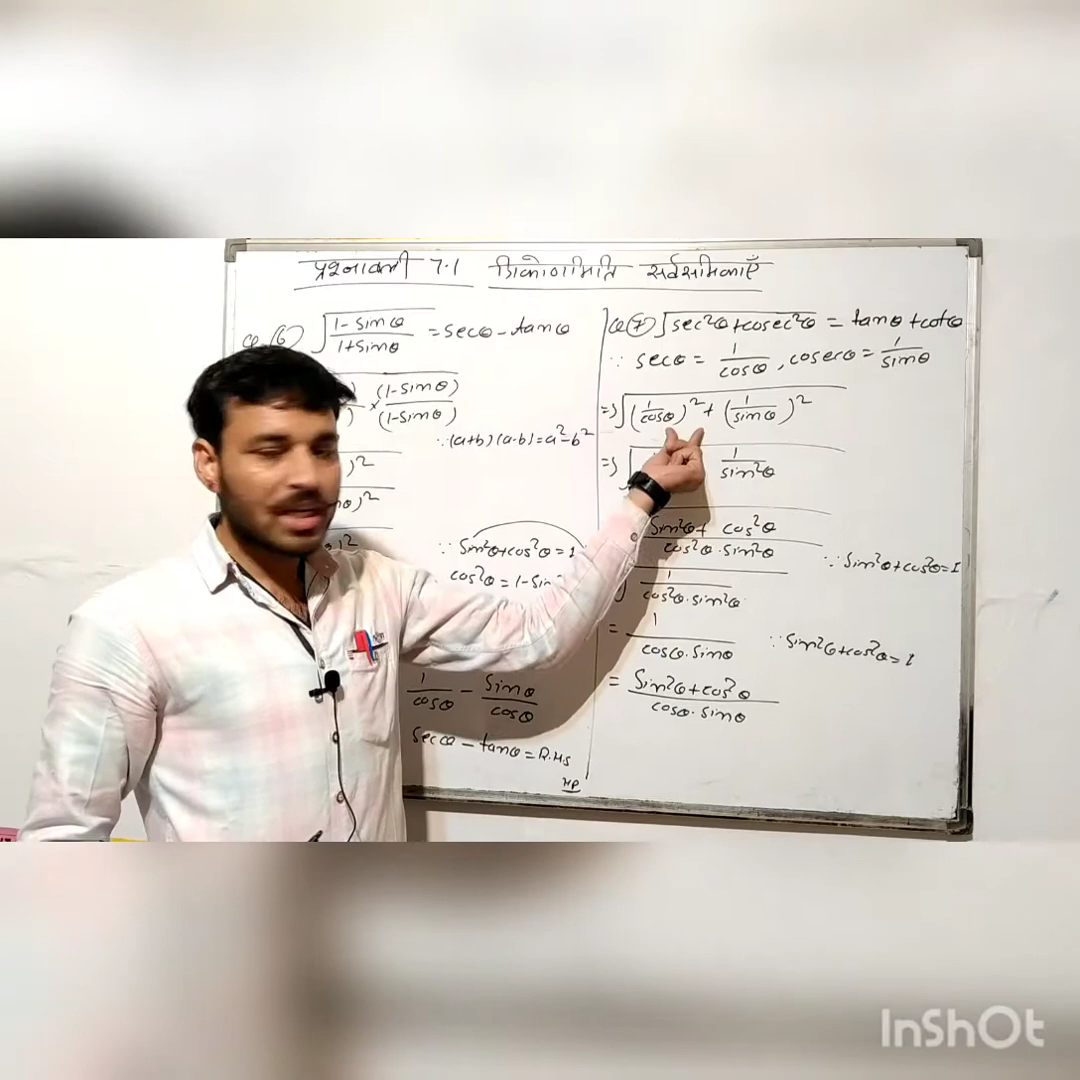 प्रश्नावली 7.1 त्रिकोणमिति सर्वसमिकाएँ
Q.(6) √((1-sinθ)/(1+sinθ)) = secθ - tanθ
× (1-sinθ)/(1-sinθ)
∵ (a+b)(a-b) = a²-b²
∵ sin²θ+cos²θ=1
cos²θ = 1-sin
1/cosθ - sinθ/cosθ
secθ - tanθ = R.H.S
HP
Q(7) √(sec²θ+cosec²θ) = tanθ+cotθ
∵ secθ = 1/cosθ, cosecθ = 1/sinθ
⇒ √((1/cosθ)² + (1/sinθ)²)
⇒ √ 1/sin²θ
(sin²θ + cos²θ)/(cos²θ·sin²θ) ∵ sin²θ+cos²θ=1
√(1/(cos²θ·sin²θ))
= 1/(cosθ·sinθ) ∵ sin²θ+cos²θ=1
= (sin²θ+cos²θ)/(cosθ·sinθ)
InShOt